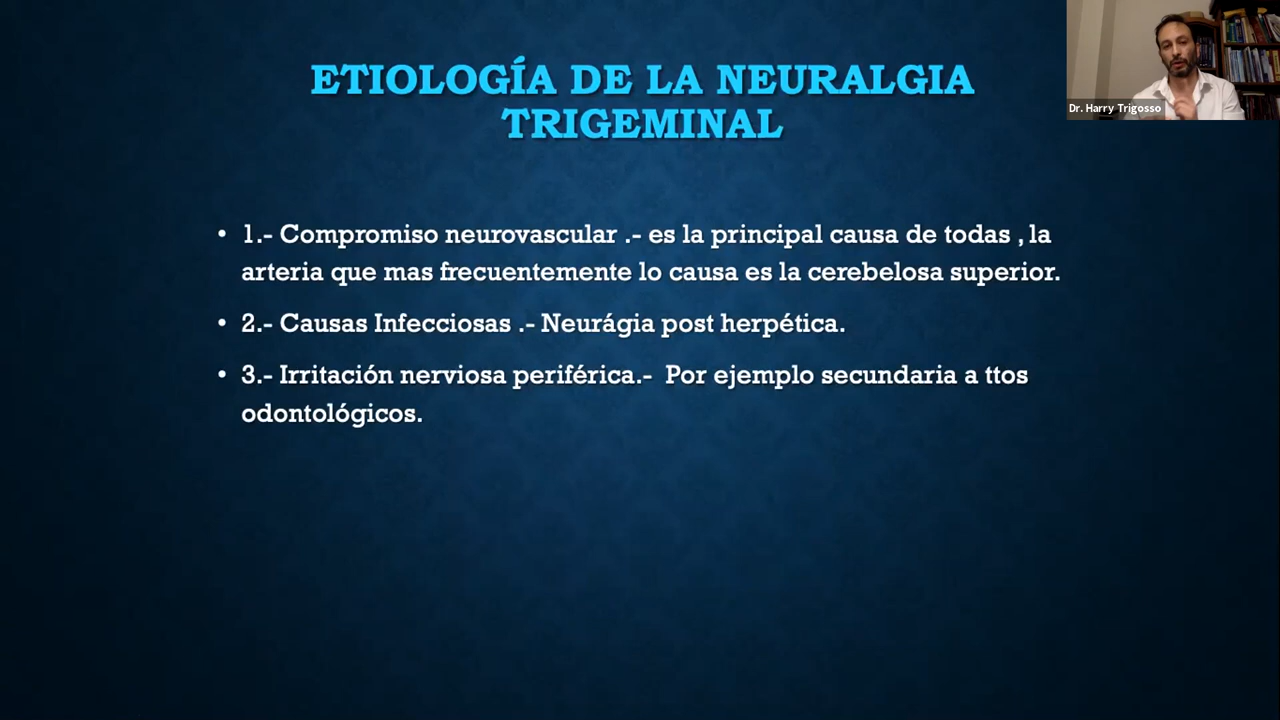 ETIOLOGÍA DE LA NEURALGIA
TRIGEMINAL
Dr. Harry Trigosso
• 1.- Compromiso neurovascular .- es la principal causa de todas , la
arteria que mas frecuentemente lo causa es la cerebelosa superior.
• 2.- Causas Infecciosas .- Neurágia post herpética.
• 3.- Irritación nerviosa periférica.- Por ejemplo secundaria a ttos
odontológicos.